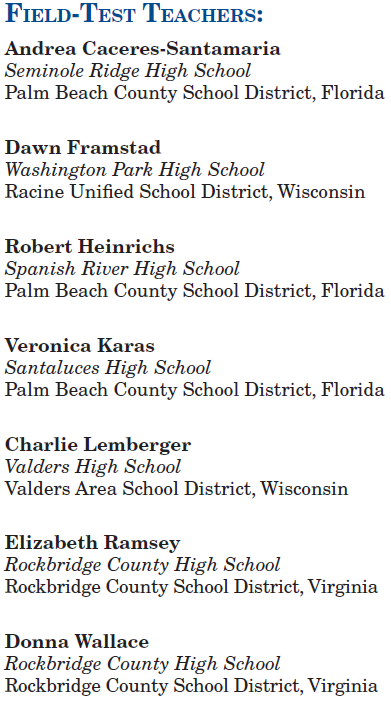 FIELD-TEST TEACHERS:
Andrea Caceres-Santamaria
Seminole Ridge High School
Palm Beach County School District, Florida
Dawn Framstad
Washington Park High School
Racine Unified School District, Wisconsin
Robert Heinrichs
Spanish River High School
Palm Beach County School District, Florida
Veronica Karas
Santaluces High School
Palm Beach County School District, Florida
Charlie Lemberger
Valders High School
Valders Area School District, Wisconsin
Elizabeth Ramsey
Rockbridge County High School
Rockbridge County School District, Virginia
Donna Wallace
Rockbridge County High School
Rockbridge County School District, Virginia